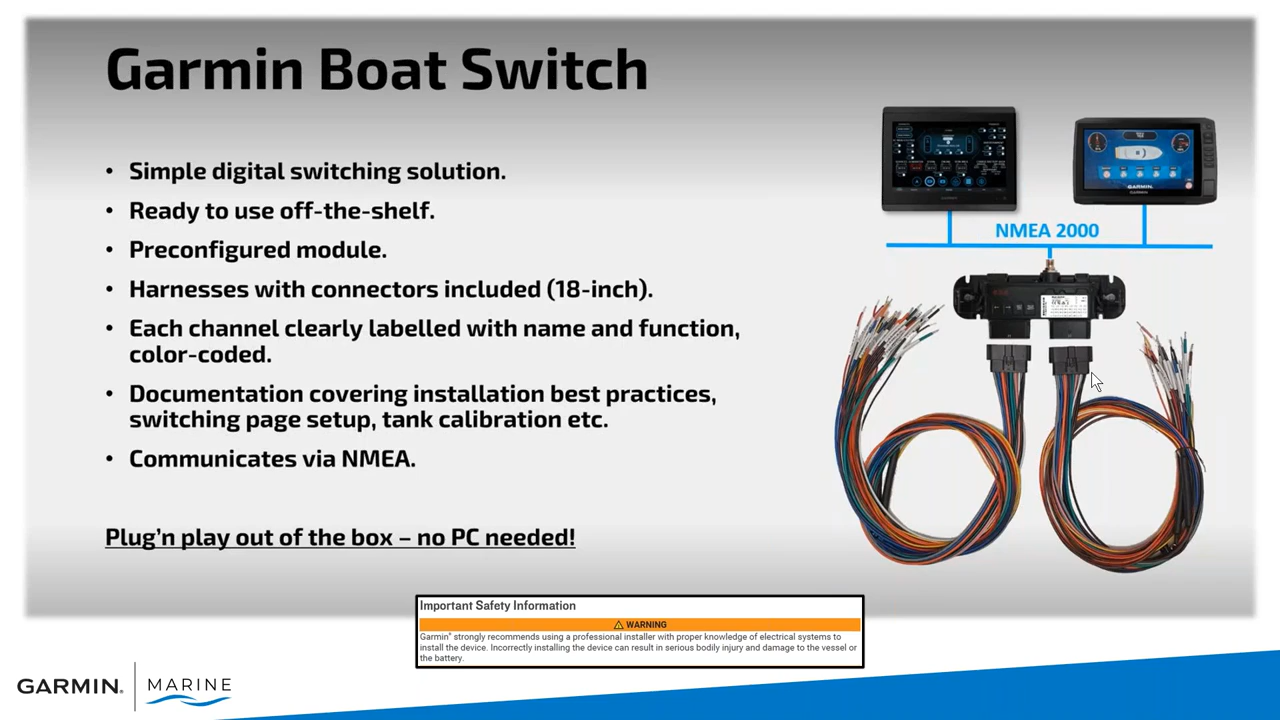 Garmin Boat Switch
• Simple digital switching solution.
• Ready to use off-the-shelf.
• Preconfigured module.
• Harnesses with connectors included (18-inch).
• Each channel clearly labelled with name and function,
color-coded.
• Documentation covering installation best practices,
switching page setup, tank calibration etc.
• Communicates via NMEA.
Plug’n play out of the box – no PC needed!
NMEA 2000
GARMIN
Important Safety Information
WARNING
Garmin® strongly recommends using a professional installer with proper knowledge of electrical systems to
install the device. Incorrectly installing the device can result in serious bodily injury and damage to the vessel or
the battery.
GARMIN. MARINE